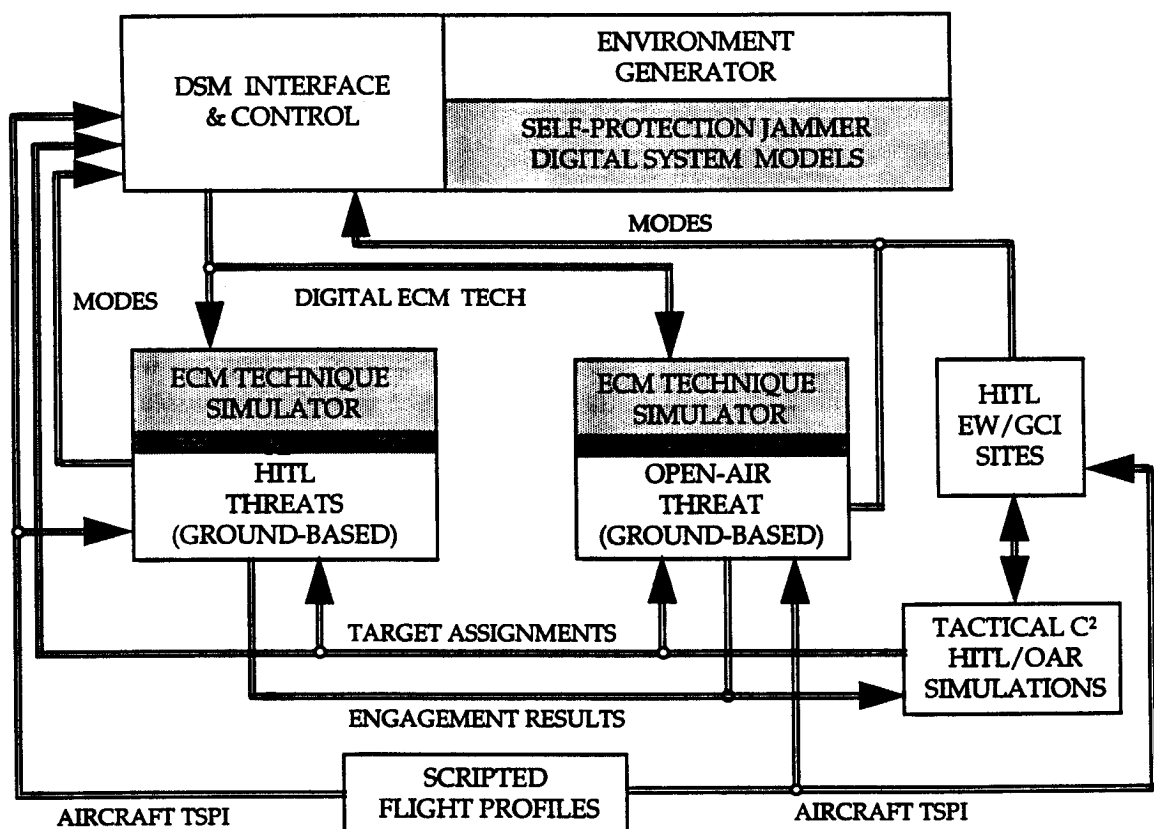 DSM INTERFACE
& CONTROL
ENVIRONMENT
GENERATOR
SELF-PROTECTION JAMMER
DIGITAL SYSTEM MODELS
MODES
MODES
DIGITAL ECM TECH
ECM TECHNIQUE
SIMULATOR
HITL
THREATS
(GROUND-BASED)
ECM TECHNIQUE
SIMULATOR
OPEN-AIR
THREAT
(GROUND-BASED)
HITL
EW/GCI
SITES
TARGET ASSIGNMENTS
TACTICAL C²
HITL/OAR
SIMULATIONS
ENGAGEMENT RESULTS
SCRIPTED
FLIGHT PROFILES
AIRCRAFT TSPI
AIRCRAFT TSPI